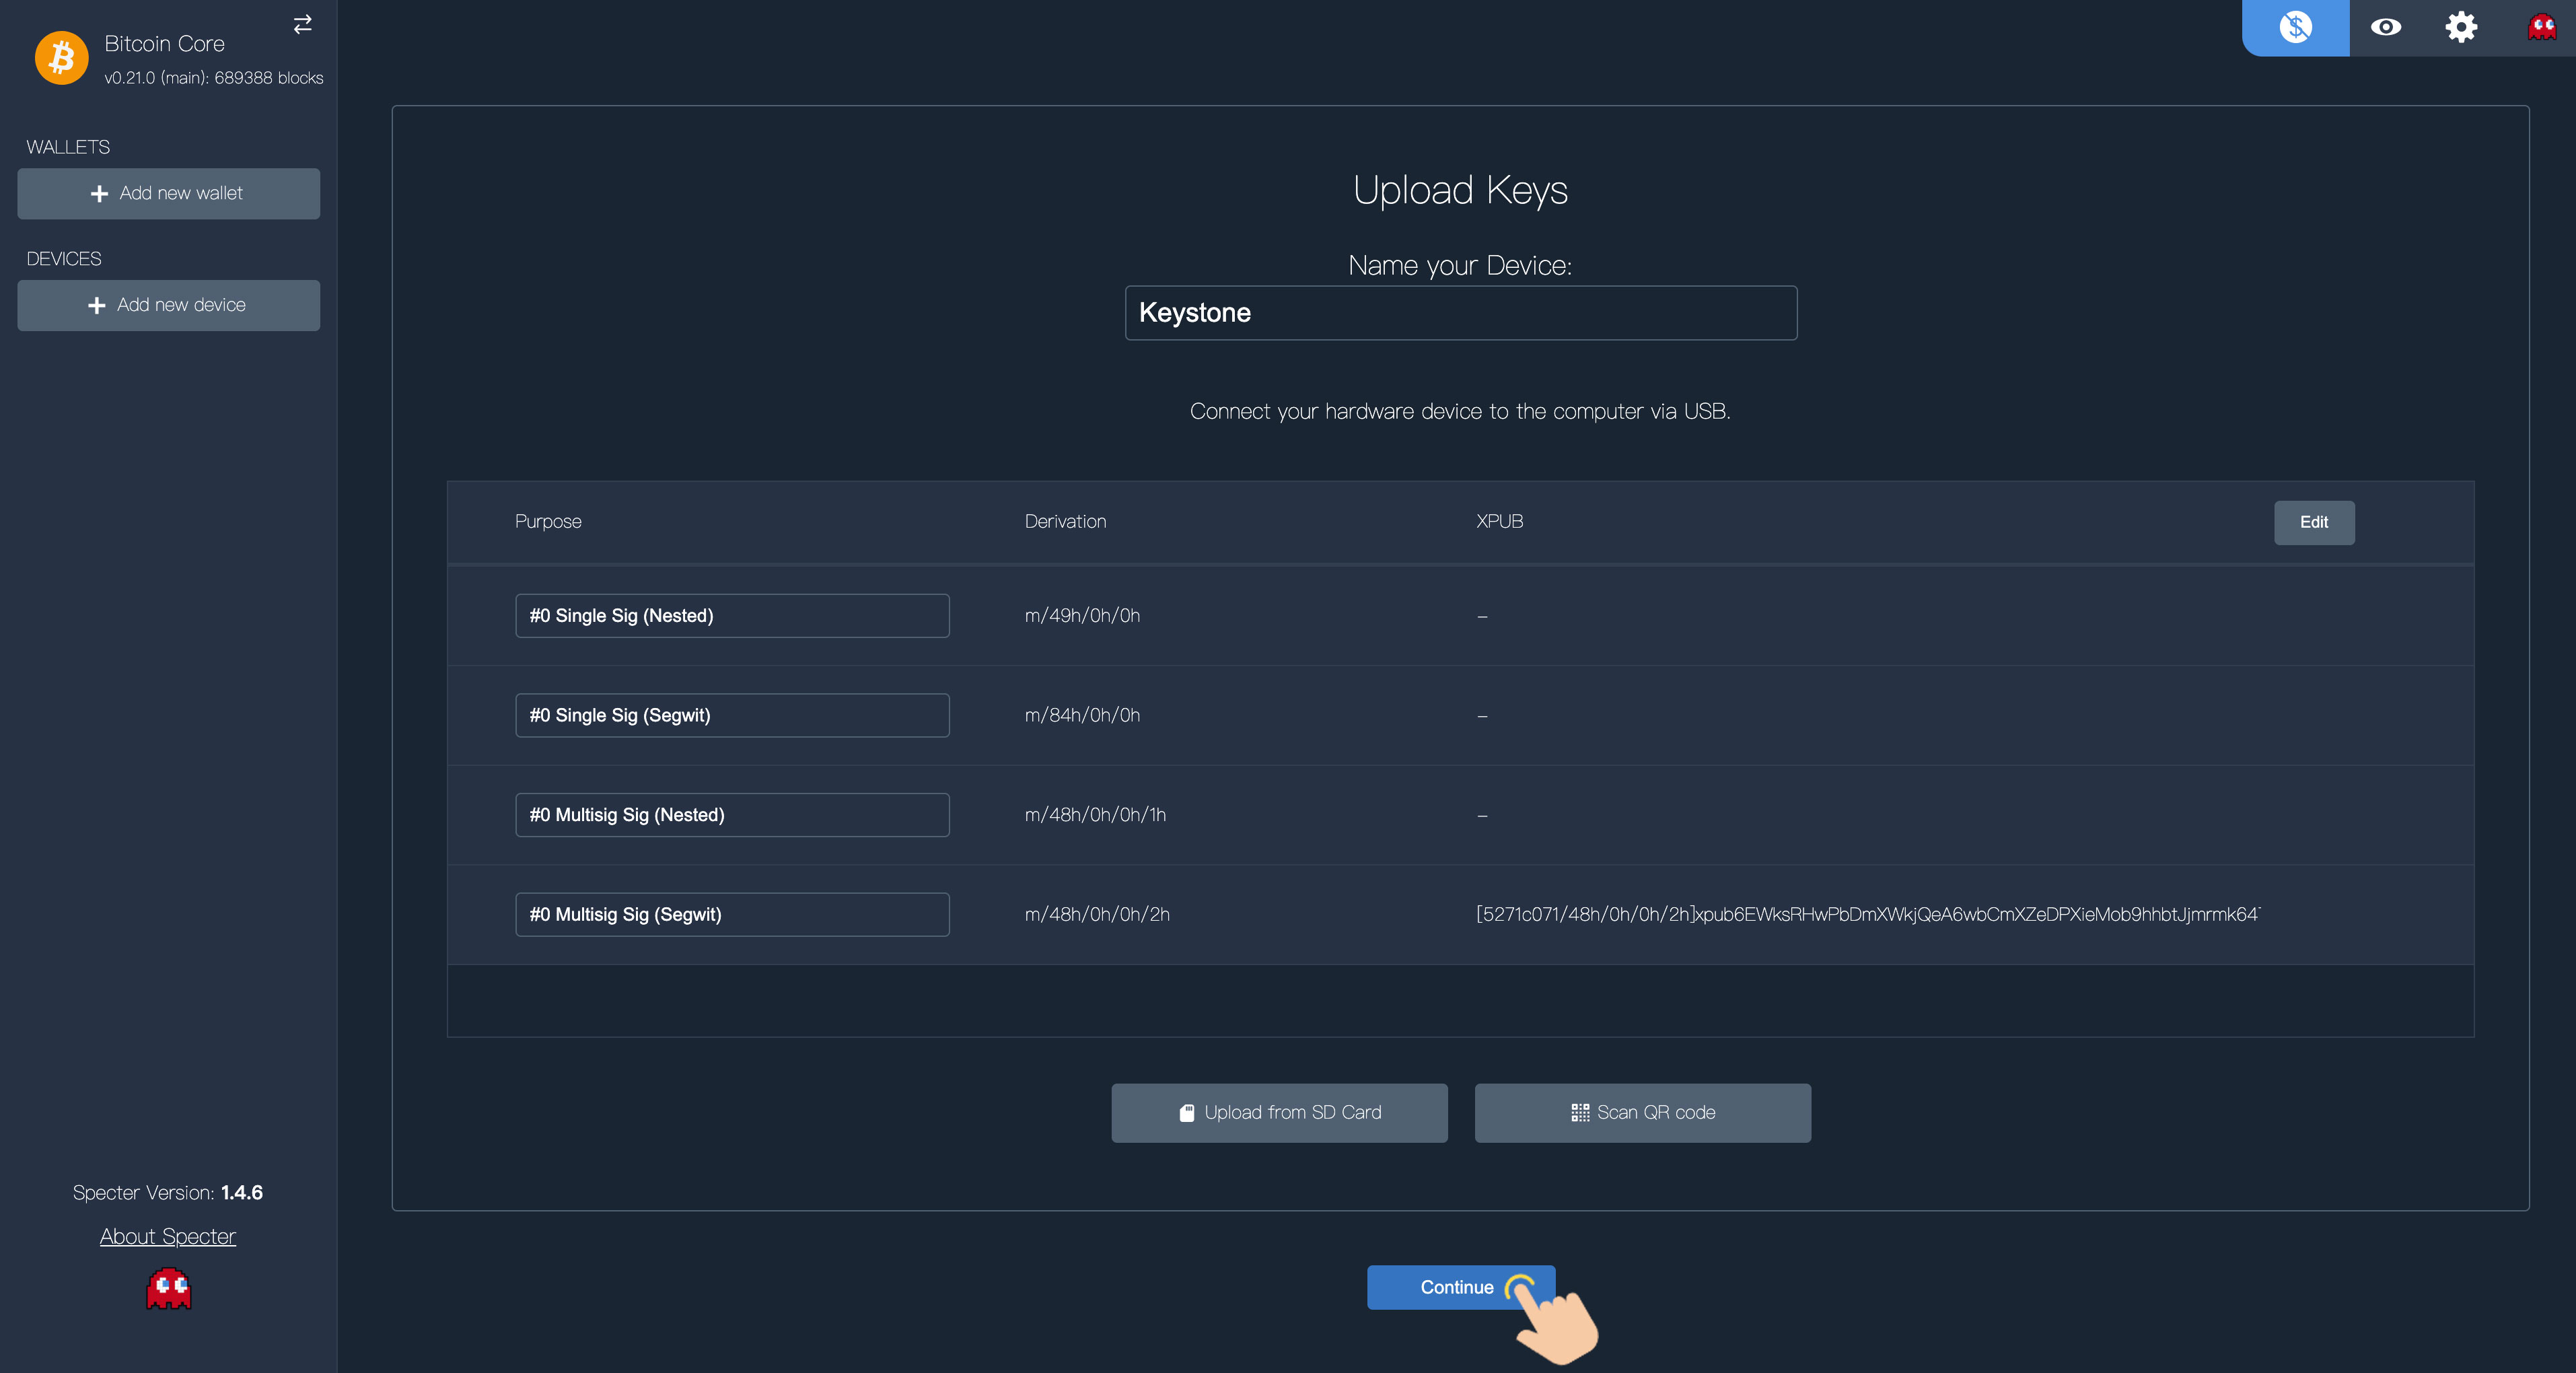 Bitcoin Core
v0.21.0 (main): 689388 blocks
WALLETS
Add new wallet
DEVICES
Add new device
Specter Version: 1.4.6
About Specter
Upload Keys
Name your Device:
Keystone
Connect your hardware device to the computer via USB.
Purpose Derivation XPUB Edit
#0 Single Sig (Nested) m/49h/0h/0h –
#0 Single Sig (Segwit) m/84h/0h/0h –
#0 Multisig Sig (Nested) m/48h/0h/0h/1h –
#0 Multisig Sig (Segwit) m/48h/0h/0h/2h [5271c071/48h/0h/0h/2h]xpub6EWksRHwPbDmXWkjQeA6wbCmXZeDPXieMob9hhbtJjmrmk64
Upload from SD Card Scan QR code
Continue